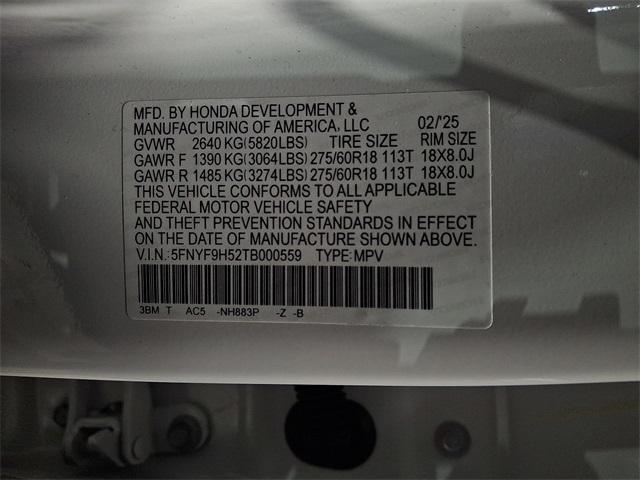 MFD. BY HONDA DEVELOPMENT &
MANUFACTURING OF AMERICA, LLC 02/'25
GVWR 2640 KG(5820LBS) TIRE SIZE RIM SIZE
GAWR F 1390 KG(3064LBS) 275/60R18 113T 18X8.0J
GAWR R 1485 KG(3274LBS) 275/60R18 113T 18X8.0J
THIS VEHICLE CONFORMS TO ALL APPLICABLE
FEDERAL MOTOR VEHICLE SAFETY
AND THEFT PREVENTION STANDARDS IN EFFECT
ON THE DATE OF MANUFACTURE SHOWN ABOVE.
V.I.N.:5FNYF9H52TB000559 TYPE:MPV
3BM T AC5 -NH883P -Z -B